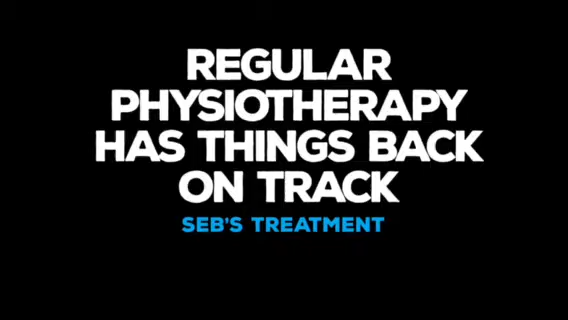 REGULAR
PHYSIOTHERAPY
HAS THINGS BACK
ON TRACK
SEB'S TREATMENT